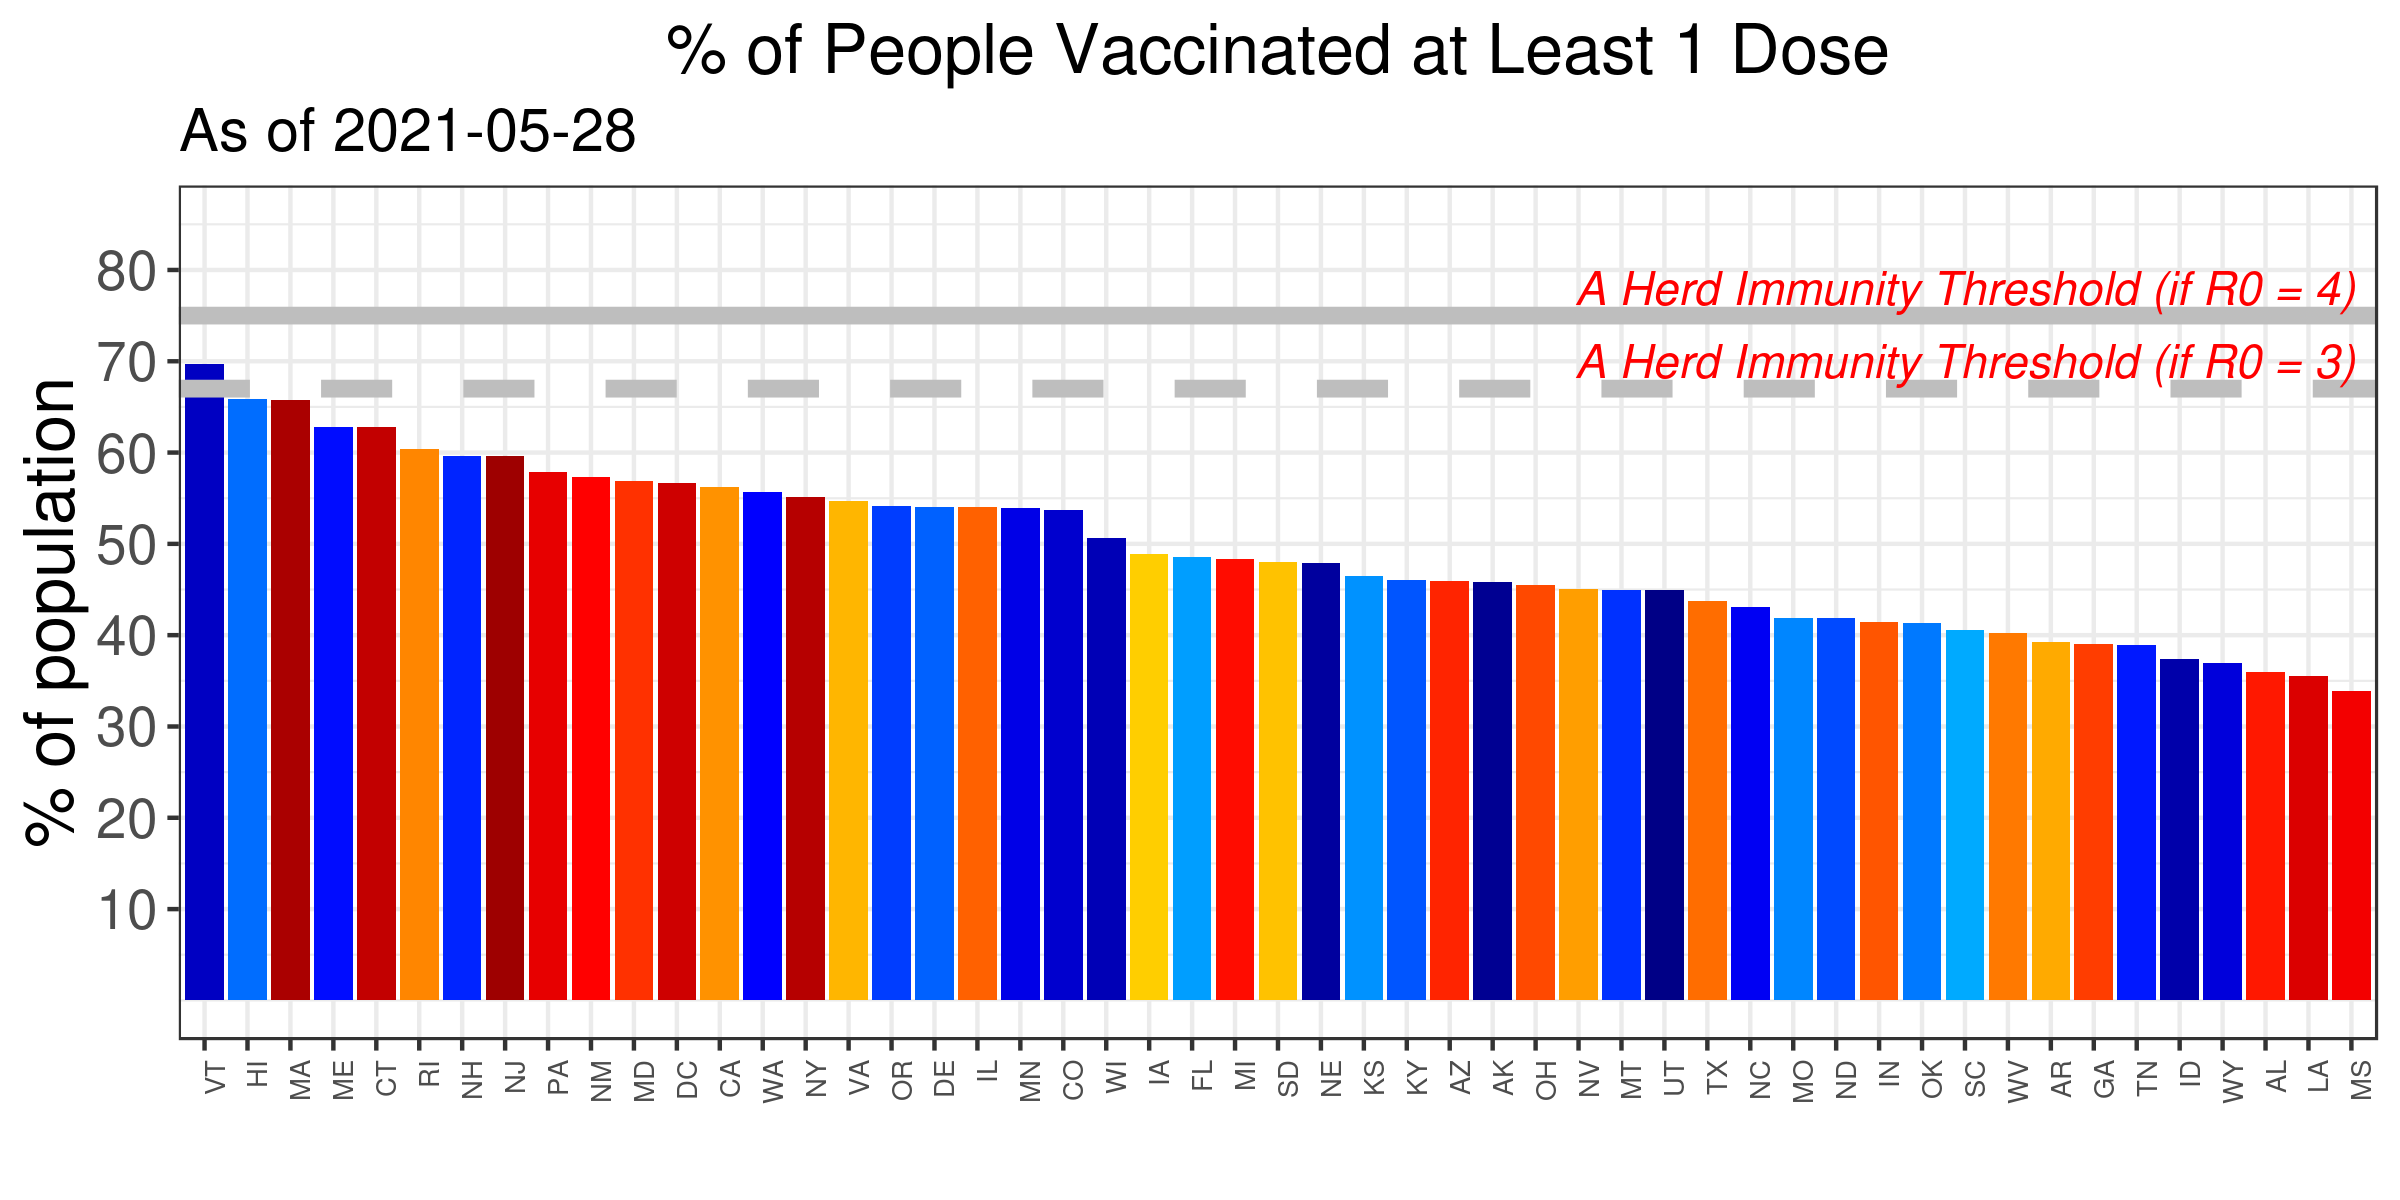 % of People Vaccinated at Least 1 Dose
As of 2021-05-28
% of population
80
70
60
50
40
30
20
10
A Herd Immunity Threshold (if R0 = 4)
A Herd Immunity Threshold (if R0 = 3)
VT HI MA ME CT RI NH NJ PA NM MD DC CA WA NY VA OR DE IL MN CO WI IA FL MI SD NE KS KY AZ AK OH NV MT UT TX NC MO ND IN OK SC WV AR GA TN ID WY AL LA MS